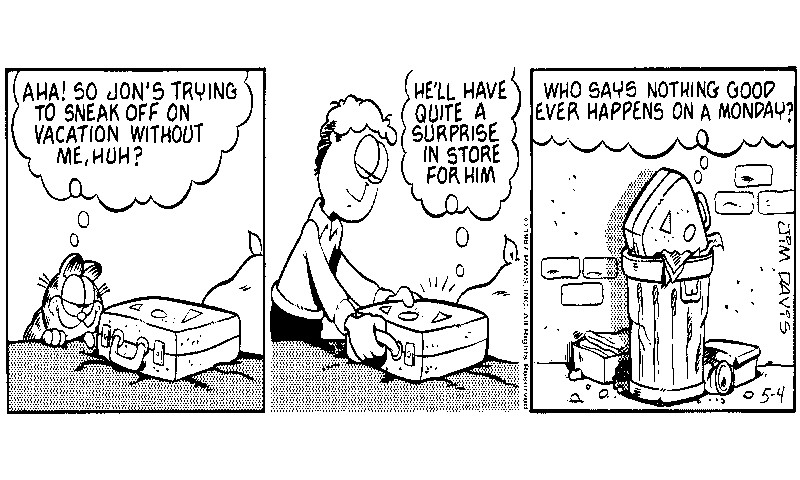 AHA! SO JON'S TRYING
TO SNEAK OFF ON
VACATION WITHOUT
ME, HUH?
HE'LL HAVE
QUITE A
SURPRISE
IN STORE
FOR HIM
WHO SAYS NOTHING GOOD
EVER HAPPENS ON A MONDAY?
JIM DAVIS
5-4